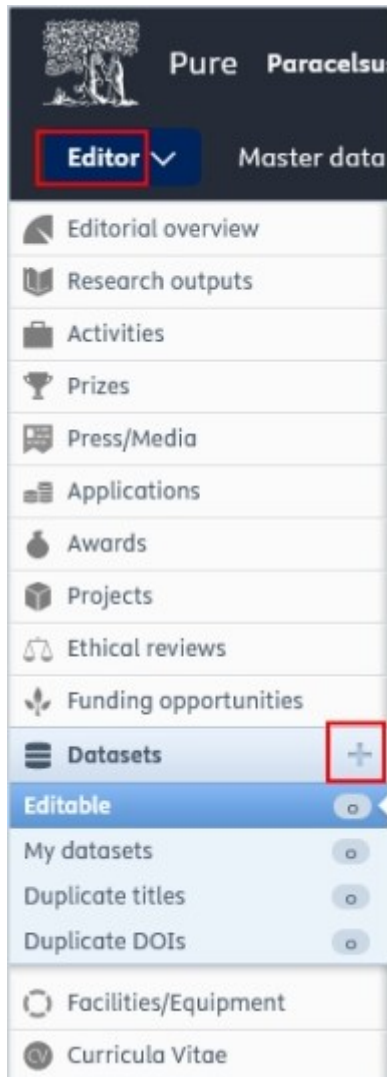 Pure Paracelsu
Editor Master data
Editorial overview
Research outputs
Activities
Prizes
Press/Media
Applications
Awards
Projects
Ethical reviews
Funding opportunities
Datasets
Editable 0
My datasets 0
Duplicate titles 0
Duplicate DOIs 0
Facilities/Equipment
CV Curricula Vitae